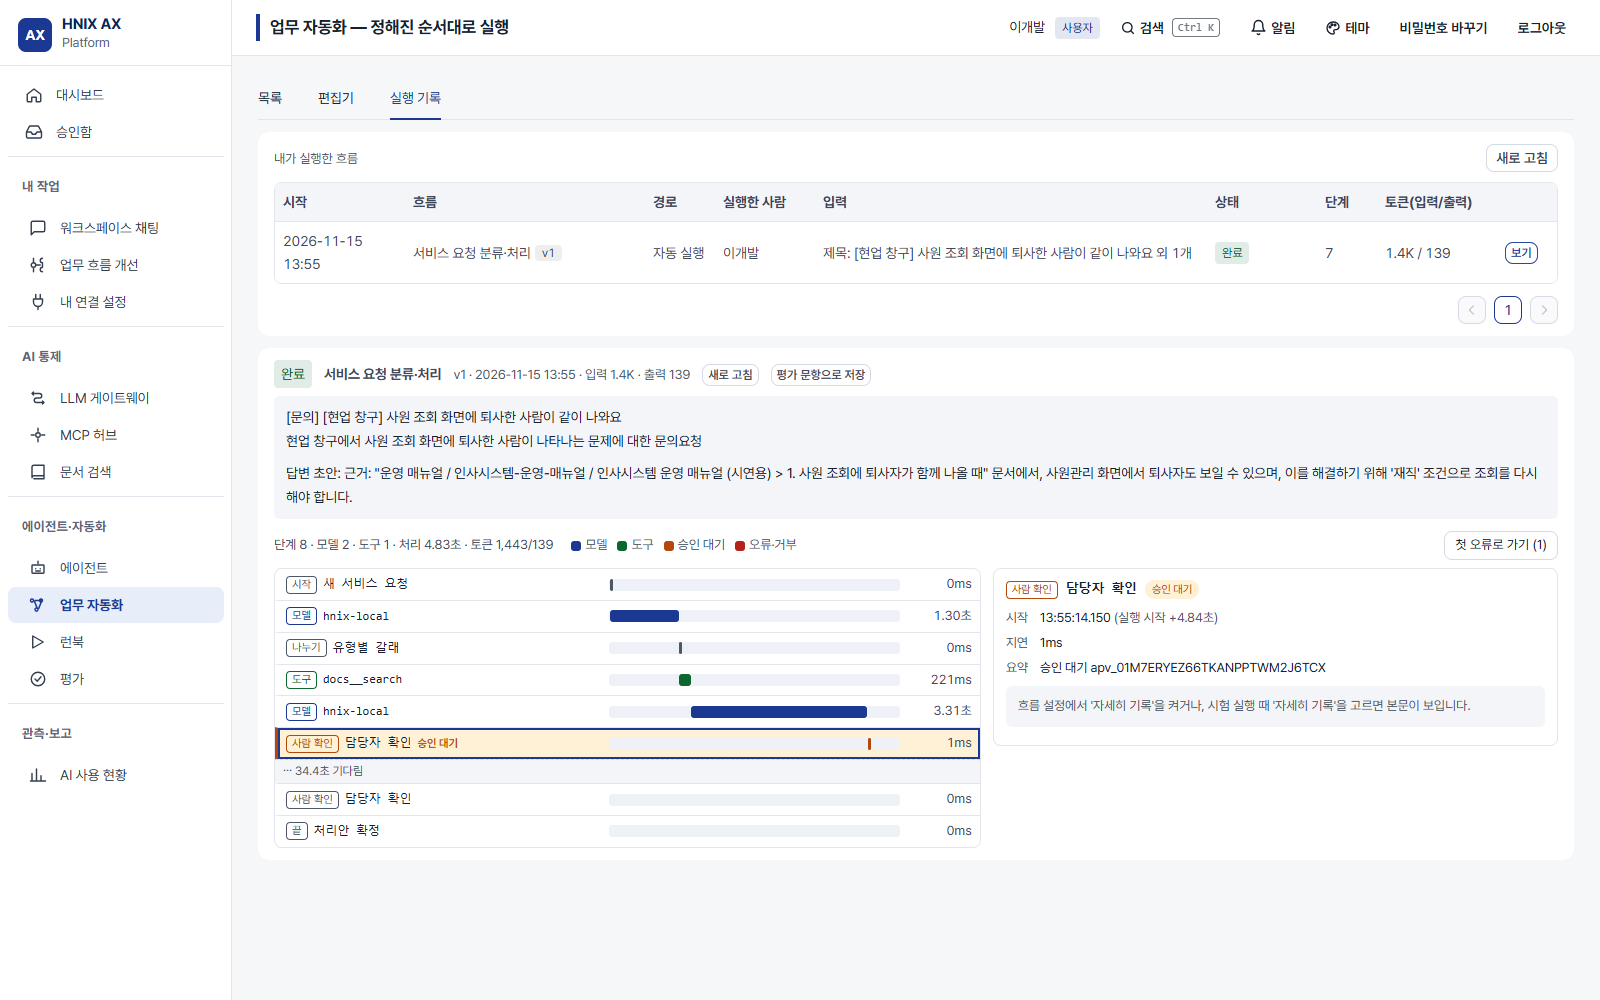 AX
HNIX AX
Platform
대시보드
승인함
내 작업
워크스페이스 채팅
업무 흐름 개선
내 연결 설정
AI 통제
LLM 게이트웨이
MCP 허브
문서 검색
에이전트·자동화
에이전트
업무 자동화
런북
평가
관측·보고
AI 사용 현황
업무 자동화 — 정해진 순서대로 실행
이개발 사용자 검색 Ctrl K 알림 테마 비밀번호 바꾸기 로그아웃
목록 편집기 실행 기록
내가 실행한 흐름 새로 고침
시작 흐름 경로 실행한 사람 입력 상태 단계 토큰(입력/출력)
2026-11-15
13:55
서비스 요청 분류·처리 v1 자동 실행 이개발 제목: [현업 창구] 사원 조회 화면에 퇴사한 사람이 같이 나와요 외 1개 완료 7 1.4K / 139 보기
1
완료 서비스 요청 분류·처리 v1 · 2026-11-15 13:55 · 입력 1.4K · 출력 139 새로 고침 평가 문항으로 저장
[문의] [현업 창구] 사원 조회 화면에 퇴사한 사람이 같이 나와요
현업 창구에서 사원 조회 화면에 퇴사한 사람이 나타나는 문제에 대한 문의요청
답변 초안: 근거: "운영 매뉴얼 / 인사시스템-운영-매뉴얼 / 인사시스템 운영 매뉴얼 (시연용) > 1. 사원 조회에 퇴사자가 함께 나올 때" 문서에서, 사원관리 화면에서 퇴사자도 보일 수 있으며, 이를 해결하기 위해 '재직' 조건으로 조회를 다시
해야 합니다.
단계 8 · 모델 2 · 도구 1 · 처리 4.83초 · 토큰 1,443/139 모델 도구 승인 대기 오류·거부 첫 오류로 가기 (1)
시작 새 서비스 요청 0ms
모델 hnix-local 1.30초
나누기 유형별 갈래 0ms
도구 docs__search 221ms
모델 hnix-local 3.31초
사람 확인 담당자 확인 승인 대기 1ms
··· 34.4초 기다림
사람 확인 담당자 확인 0ms
끝 처리안 확정 0ms
사람 확인 담당자 확인 승인 대기
시작 13:55:14.150 (실행 시작 +4.84초)
지연 1ms
요약 승인 대기 apv_01M7ERYEZ66TKANPPTWM2J6TCX
흐름 설정에서 '자세히 기록'을 켜거나, 시험 실행 때 '자세히 기록'을 고르면 본문이 보입니다.